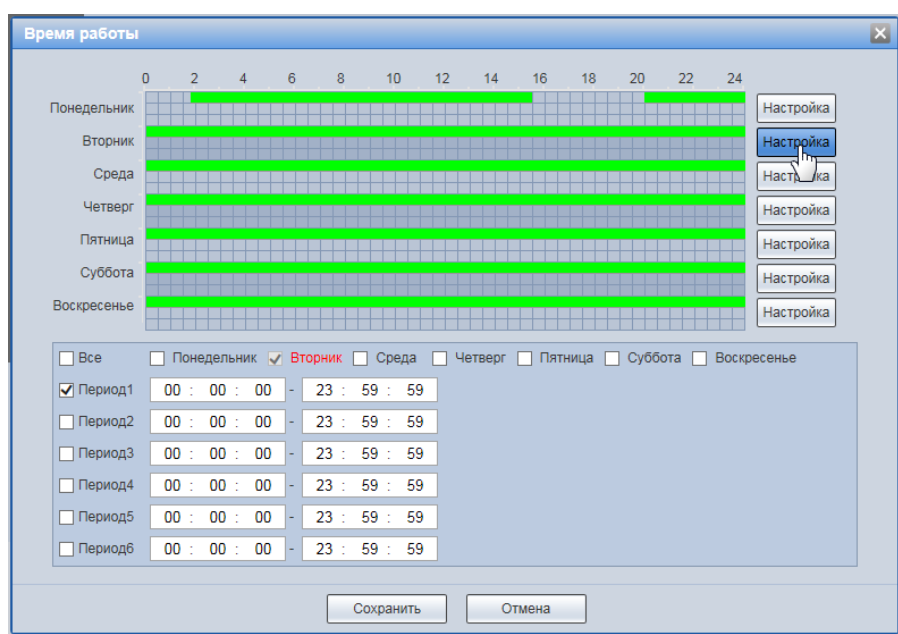 Время работы
0 2 4 6 8 10 12 14 16 18 20 22 24
Понедельник Настройка
Вторник Настройка
Среда Настройка
Четверг Настройка
Пятница Настройка
Суббота Настройка
Воскресенье Настройка
Все Понедельник Вторник Среда Четверг Пятница Суббота Воскресенье
Период1 00 : 00 : 00 - 23 : 59 : 59
Период2 00 : 00 : 00 - 23 : 59 : 59
Период3 00 : 00 : 00 - 23 : 59 : 59
Период4 00 : 00 : 00 - 23 : 59 : 59
Период5 00 : 00 : 00 - 23 : 59 : 59
Период6 00 : 00 : 00 - 23 : 59 : 59
Сохранить Отмена